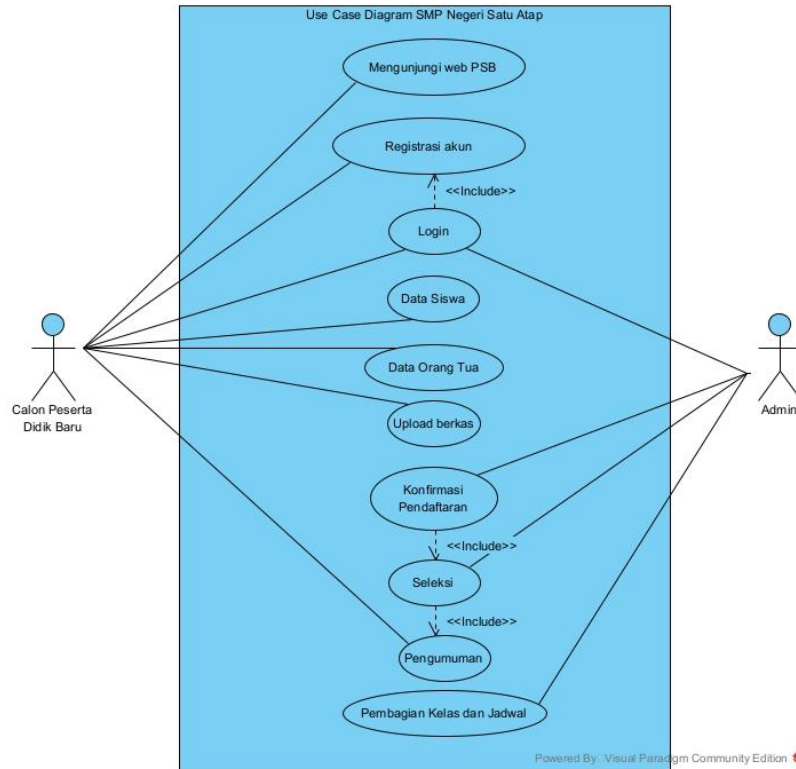 Use Case Diagram SMP Negeri Satu Atap
Mengunjungi web PSB
Registrasi akun
<<Include>>
Login
Data Siswa
Data Orang Tua
Calon Peserta
Didik Baru
Admin
Upload berkas
Konfirmasi
Pendaftaran
<<Include>>
Seleksi
<<Include>>
Pengumuman
Pembagian Kelas dan Jadwal
Powered By Visual Paradigm Community Edition